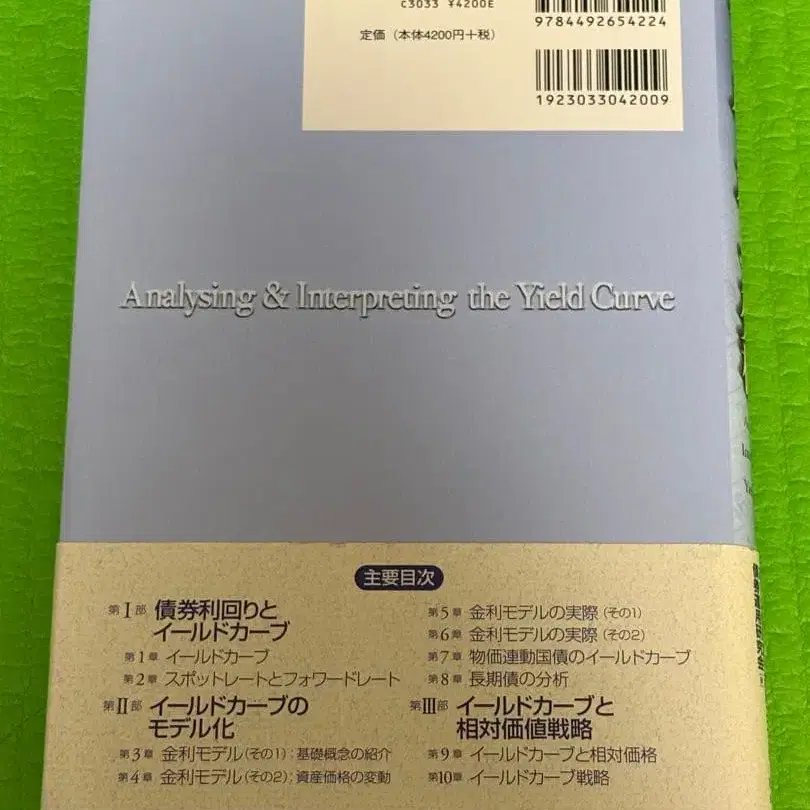 C3033 ¥4200E
定価（本体4200円＋税）
9784492654224
1923033042009
Analysing & Interpreting the Yield Curve
主要目次
第Ⅰ部 債券利回りと
イールドカーブ
第1章 イールドカーブ
第2章 スポットレートとフォワードレート
第Ⅱ部 イールドカーブの
モデル化
第3章 金利モデル（その1）：基礎概念の紹介
第4章 金利モデル（その2）：資産価格の変動
第5章 金利モデルの実際（その1）
第6章 金利モデルの実際（その2）
第7章 物価連動国債のイールドカーブ
第8章 長期債の分析
第Ⅲ部 イールドカーブと
相対価値戦略
第9章 イールドカーブと相対価格
第10章 イールドカーブ戦略